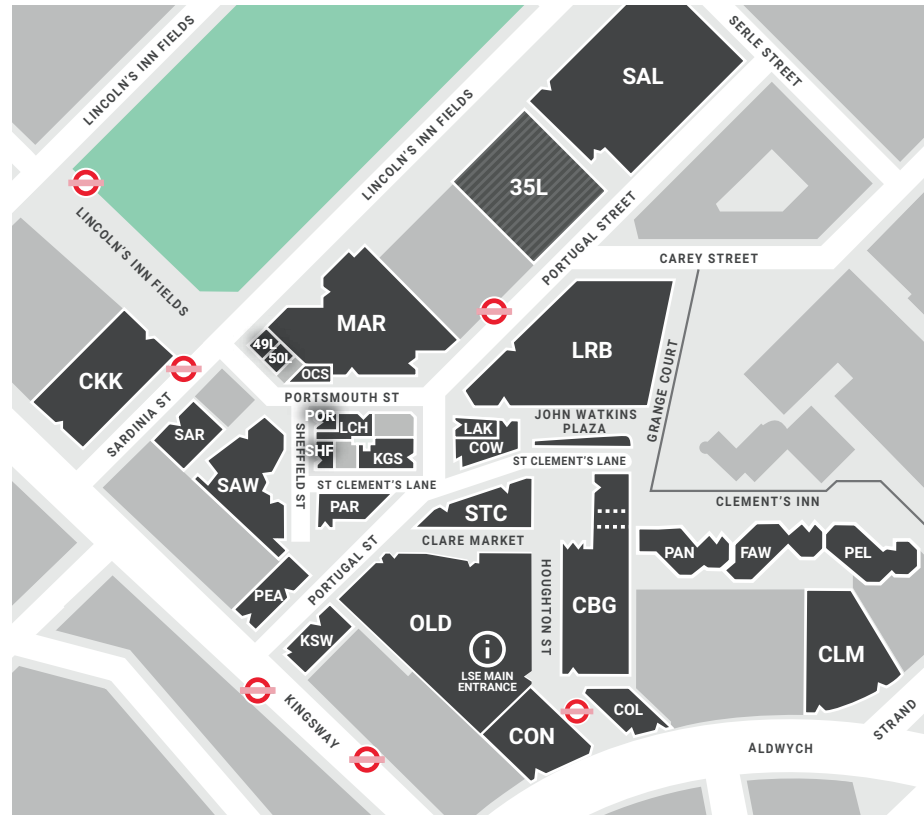 LINCOLN'S INN FIELDS
SERLE STREET
SAL
LINCOLN'S INN FIELDS
35L
LINCOLN'S INN FIELDS
PORTUGAL STREET
CAREY STREET
MAR
49L
50L
OCS
LRB
GRANGE COURT
CKK
SARDINIA ST
PORTSMOUTH ST
POR
LCH
SHEFFIELD ST
SHF
KGS
SAR
LAK
COW
JOHN WATKINS
PLAZA
ST CLEMENT'S LANE
ST CLEMENT'S LANE
SAW
PAR
STC
CLEMENT'S INN
CLARE MARKET
PORTUGAL ST
HOUGHTON ST
PAN
FAW
PEL
PEA
CBG
OLD
KSW
i
LSE MAIN
ENTRANCE
CLM
COL
CON
KINGSWAY
ALDWYCH
STRAND